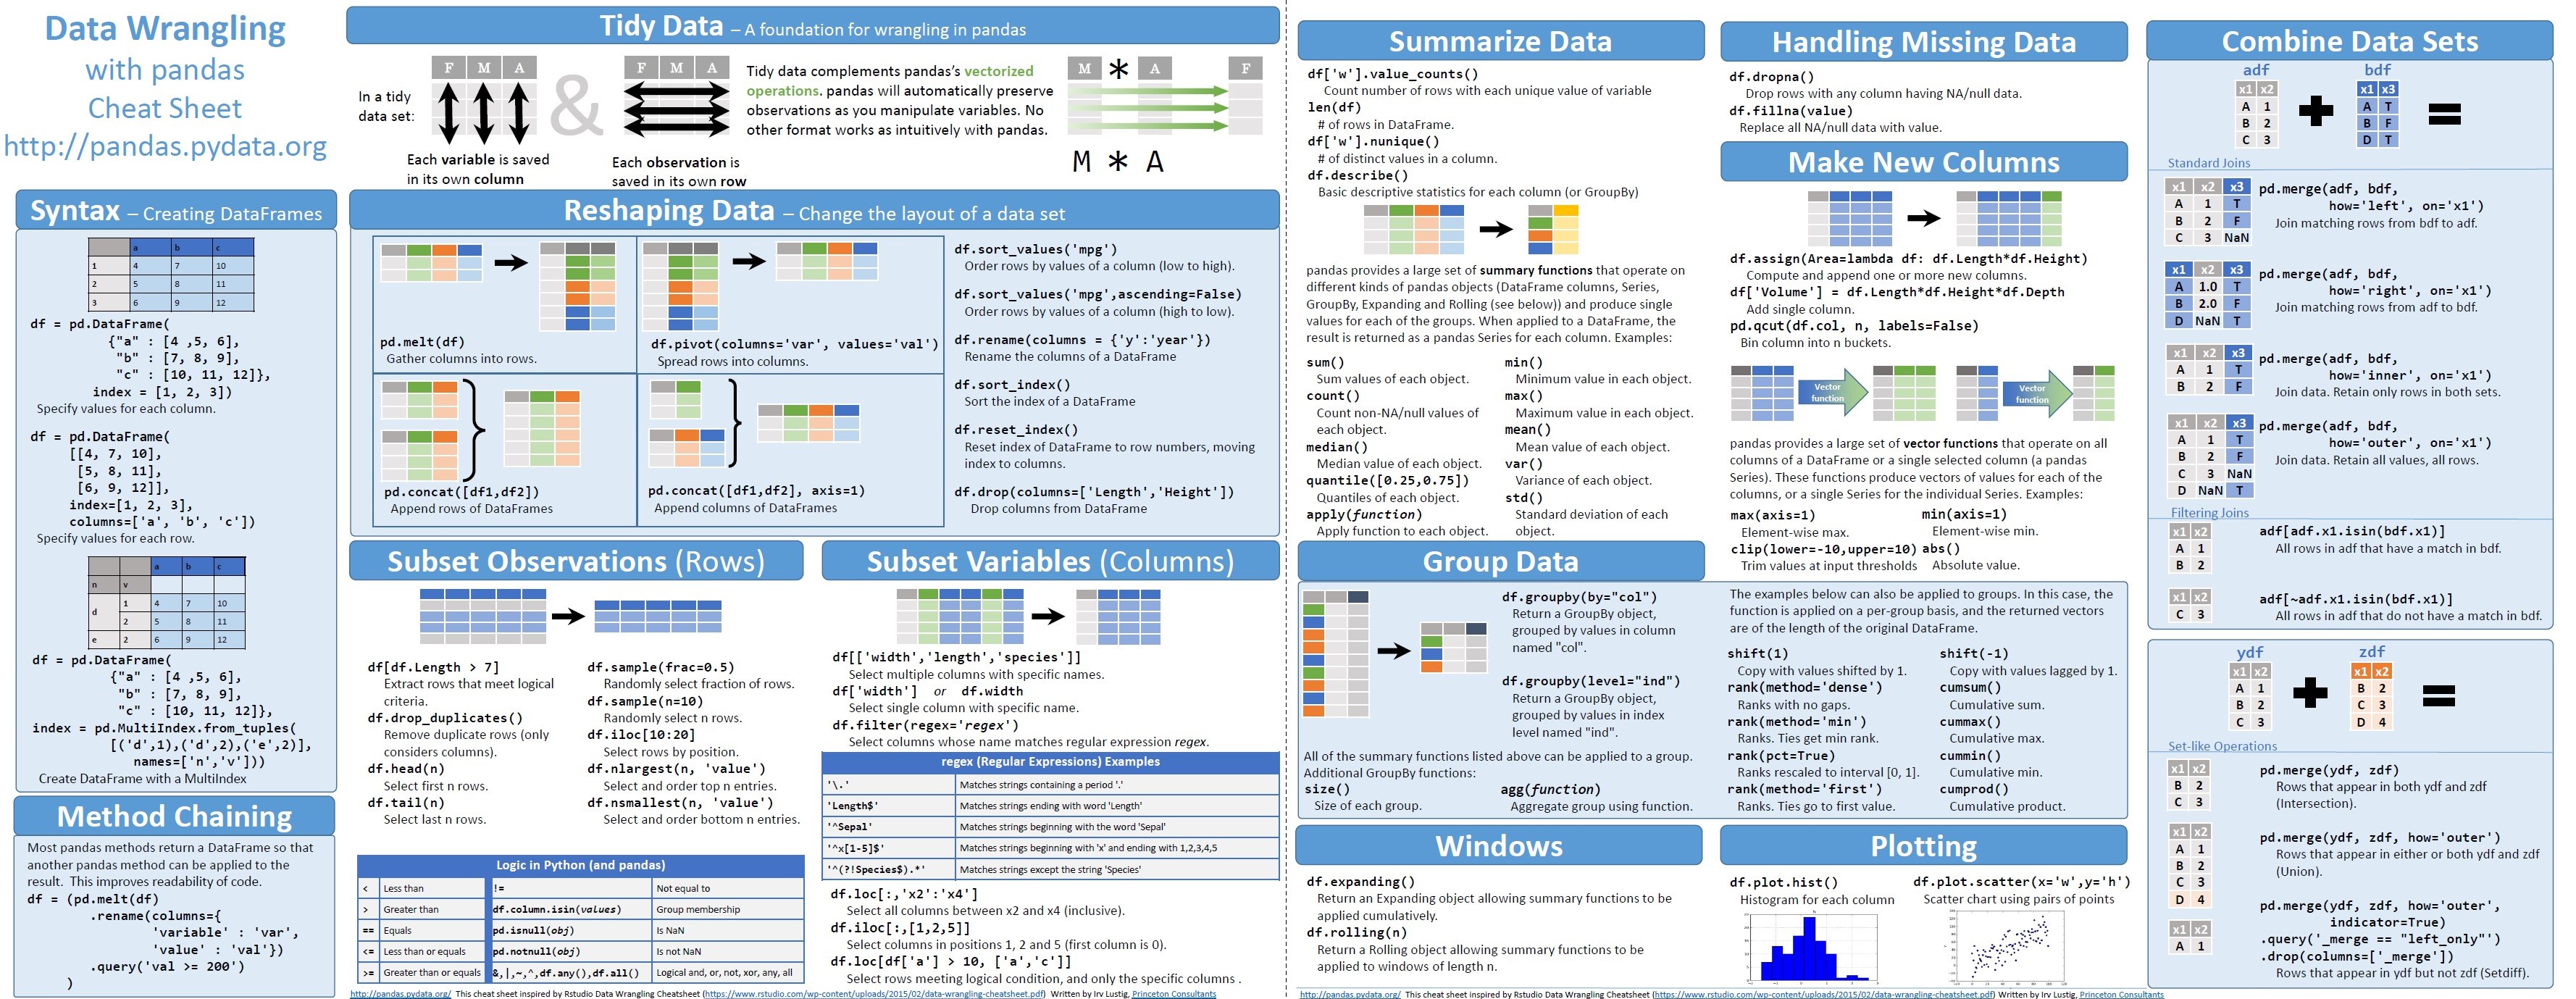 Data Wrangling
with pandas
Cheat Sheet
http://pandas.pydata.org
Syntax – Creating DataFrames
a b c
1 4 7 10
2 5 8 11
3 6 9 12
df = pd.DataFrame(
{"a" : [4 ,5, 6],
"b" : [7, 8, 9],
"c" : [10, 11, 12]},
index = [1, 2, 3])
Specify values for each column.
df = pd.DataFrame(
[[4, 7, 10],
[5, 8, 11],
[6, 9, 12]],
index=[1, 2, 3],
columns=['a', 'b', 'c'])
Specify values for each row.
a b c
n v
d 1 4 7 10
2 5 8 11
e 2 6 9 12
df = pd.DataFrame(
{"a" : [4 ,5, 6],
"b" : [7, 8, 9],
"c" : [10, 11, 12]},
index = pd.MultiIndex.from_tuples(
[('d',1),('d',2),('e',2)],
names=['n','v']))
Create DataFrame with a MultiIndex
Method Chaining
Most pandas methods return a DataFrame so that
another pandas method can be applied to the
result. This improves readability of code.
df = (pd.melt(df)
.rename(columns={
'variable' : 'var',
'value' : 'val'})
.query('val >= 200')
)
Tidy Data – A foundation for wrangling in pandas
In a tidy
data set:
F M A
Each variable is saved
in its own column
&
F M A
Each observation is
saved in its own row
Tidy data complements pandas's vectorized
operations. pandas will automatically preserve
observations as you manipulate variables. No
other format works as intuitively with pandas.
M * A F
M * A
Reshaping Data – Change the layout of a data set
pd.melt(df)
Gather columns into rows.
df.pivot(columns='var', values='val')
Spread rows into columns.
pd.concat([df1,df2])
Append rows of DataFrames
pd.concat([df1,df2], axis=1)
Append columns of DataFrames
df.sort_values('mpg')
Order rows by values of a column (low to high).
df.sort_values('mpg',ascending=False)
Order rows by values of a column (high to low).
df.rename(columns = {'y':'year'})
Rename the columns of a DataFrame
df.sort_index()
Sort the index of a DataFrame
df.reset_index()
Reset index of DataFrame to row numbers, moving
index to columns.
df.drop(columns=['Length','Height'])
Drop columns from DataFrame
Subset Observations (Rows)
df[df.Length > 7]
Extract rows that meet logical
criteria.
df.drop_duplicates()
Remove duplicate rows (only
considers columns).
df.head(n)
Select first n rows.
df.tail(n)
Select last n rows.
df.sample(frac=0.5)
Randomly select fraction of rows.
df.sample(n=10)
Randomly select n rows.
df.iloc[10:20]
Select rows by position.
df.nlargest(n, 'value')
Select and order top n entries.
df.nsmallest(n, 'value')
Select and order bottom n entries.
Logic in Python (and pandas)
< Less than != Not equal to
> Greater than df.column.isin(values) Group membership
== Equals pd.isnull(obj) Is NaN
<= Less than or equals pd.notnull(obj) Is not NaN
>= Greater than or equals &,|,~,^,df.any(),df.all() Logical and, or, not, xor, any, all
Subset Variables (Columns)
df[['width','length','species']]
Select multiple columns with specific names.
df['width'] or df.width
Select single column with specific name.
df.filter(regex='regex')
Select columns whose name matches regular expression regex.
regex (Regular Expressions) Examples
'\.' Matches strings containing a period '.'
'Length$' Matches strings ending with word 'Length'
'^Sepal' Matches strings beginning with the word 'Sepal'
'^x[1-5]$' Matches strings beginning with 'x' and ending with 1,2,3,4,5
'^(?!Species$).*' Matches strings except the string 'Species'
df.loc[:,'x2':'x4']
Select all columns between x2 and x4 (inclusive).
df.iloc[:,[1,2,5]]
Select columns in positions 1, 2 and 5 (first column is 0).
df.loc[df['a'] > 10, ['a','c']]
Select rows meeting logical condition, and only the specific columns .
http://pandas.pydata.org/ This cheat sheet inspired by Rstudio Data Wrangling Cheatsheet (https://www.rstudio.com/wp-content/uploads/2015/02/data-wrangling-cheatsheet.pdf) Written by Irv Lustig, Princeton Consultants
Summarize Data
df['w'].value_counts()
Count number of rows with each unique value of variable
len(df)
# of rows in DataFrame.
df['w'].nunique()
# of distinct values in a column.
df.describe()
Basic descriptive statistics for each column (or GroupBy)
pandas provides a large set of summary functions that operate on
different kinds of pandas objects (DataFrame columns, Series,
GroupBy, Expanding and Rolling (see below)) and produce single
values for each of the groups. When applied to a DataFrame, the
result is returned as a pandas Series for each column. Examples:
sum()
Sum values of each object.
count()
Count non-NA/null values of
each object.
median()
Median value of each object.
quantile([0.25,0.75])
Quantiles of each object.
apply(function)
Apply function to each object.
min()
Minimum value in each object.
max()
Maximum value in each object.
mean()
Mean value of each object.
var()
Variance of each object.
std()
Standard deviation of each
object.
Handling Missing Data
df.dropna()
Drop rows with any column having NA/null data.
df.fillna(value)
Replace all NA/null data with value.
Make New Columns
df.assign(Area=lambda df: df.Length*df.Height)
Compute and append one or more new columns.
df['Volume'] = df.Length*df.Height*df.Depth
Add single column.
pd.qcut(df.col, n, labels=False)
Bin column into n buckets.
Vector
function
Vector
function
pandas provides a large set of vector functions that operate on all
columns of a DataFrame or a single selected column (a pandas
Series). These functions produce vectors of values for each of the
columns, or a single Series for the individual Series. Examples:
max(axis=1)
Element-wise max.
clip(lower=-10,upper=10)
Trim values at input thresholds
min(axis=1)
Element-wise min.
abs()
Absolute value.
Group Data
df.groupby(by="col")
Return a GroupBy object,
grouped by values in column
named "col".
df.groupby(level="ind")
Return a GroupBy object,
grouped by values in index
level named "ind".
All of the summary functions listed above can be applied to a group.
Additional GroupBy functions:
size()
Size of each group.
agg(function)
Aggregate group using function.
The examples below can also be applied to groups. In this case, the
function is applied on a per-group basis, and the returned vectors
are of the length of the original DataFrame.
shift(1)
Copy with values shifted by 1.
rank(method='dense')
Ranks with no gaps.
rank(method='min')
Ranks. Ties get min rank.
rank(pct=True)
Ranks rescaled to interval [0, 1].
rank(method='first')
Ranks. Ties go to first value.
shift(-1)
Copy with values lagged by 1.
cumsum()
Cumulative sum.
cummax()
Cumulative max.
cummin()
Cumulative min.
cumprod()
Cumulative product.
Windows
df.expanding()
Return an Expanding object allowing summary functions to be
applied cumulatively.
df.rolling(n)
Return a Rolling object allowing summary functions to be
applied to windows of length n.
Plotting
df.plot.hist()
Histogram for each column
df.plot.scatter(x='w',y='h')
Scatter chart using pairs of points
Combine Data Sets
adf bdf
x1 x2 x1 x3
A 1 A T
B 2 B F
C 3 D T
+ =
Standard Joins
x1 x2 x3
A 1 T
B 2 F
C 3 NaN
pd.merge(adf, bdf,
how='left', on='x1')
Join matching rows from bdf to adf.
x1 x2 x3
A 1.0 T
B 2.0 F
D NaN T
pd.merge(adf, bdf,
how='right', on='x1')
Join matching rows from adf to bdf.
x1 x2 x3
A 1 T
B 2 F
pd.merge(adf, bdf,
how='inner', on='x1')
Join data. Retain only rows in both sets.
x1 x2 x3
A 1 T
B 2 F
C 3 NaN
D NaN T
pd.merge(adf, bdf,
how='outer', on='x1')
Join data. Retain all values, all rows.
Filtering Joins
x1 x2
A 1
B 2
adf[adf.x1.isin(bdf.x1)]
All rows in adf that have a match in bdf.
x1 x2
C 3
adf[~adf.x1.isin(bdf.x1)]
All rows in adf that do not have a match in bdf.
ydf zdf
x1 x2 x1 x2
A 1 B 2
B 2 C 3
C 3 D 4
+ =
Set-like Operations
x1 x2
B 2
C 3
pd.merge(ydf, zdf)
Rows that appear in both ydf and zdf
(Intersection).
x1 x2
A 1
B 2
C 3
D 4
pd.merge(ydf, zdf, how='outer')
Rows that appear in either or both ydf and zdf
(Union).
x1 x2
A 1
pd.merge(ydf, zdf, how='outer',
indicator=True)
.query('_merge == "left_only"')
.drop(columns=['_merge'])
Rows that appear in ydf but not zdf (Setdiff).
http://pandas.pydata.org/ This cheat sheet inspired by Rstudio Data Wrangling Cheatsheet (https://www.rstudio.com/wp-content/uploads/2015/02/data-wrangling-cheatsheet.pdf) Written by Irv Lustig, Princeton Consultants